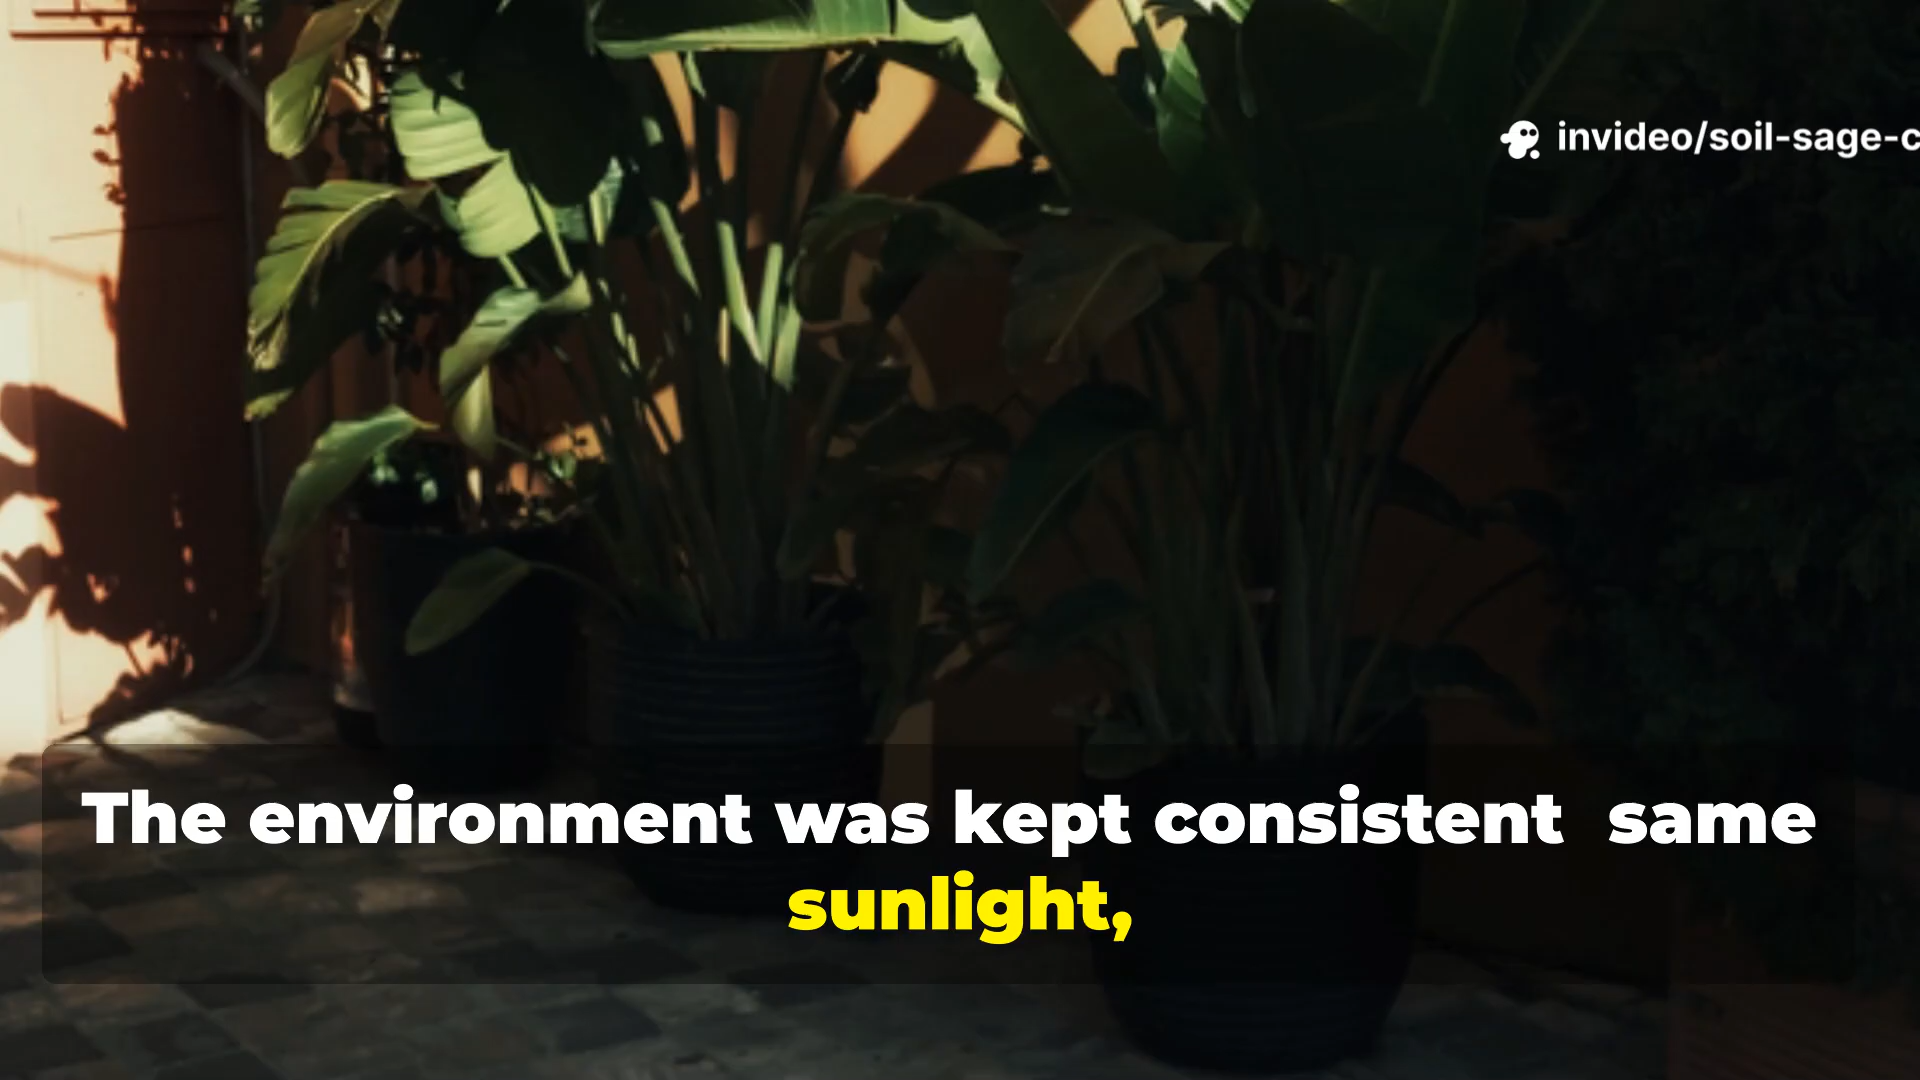 invideo/soil-sage-c
The environment was kept consistent  same
sunlight,